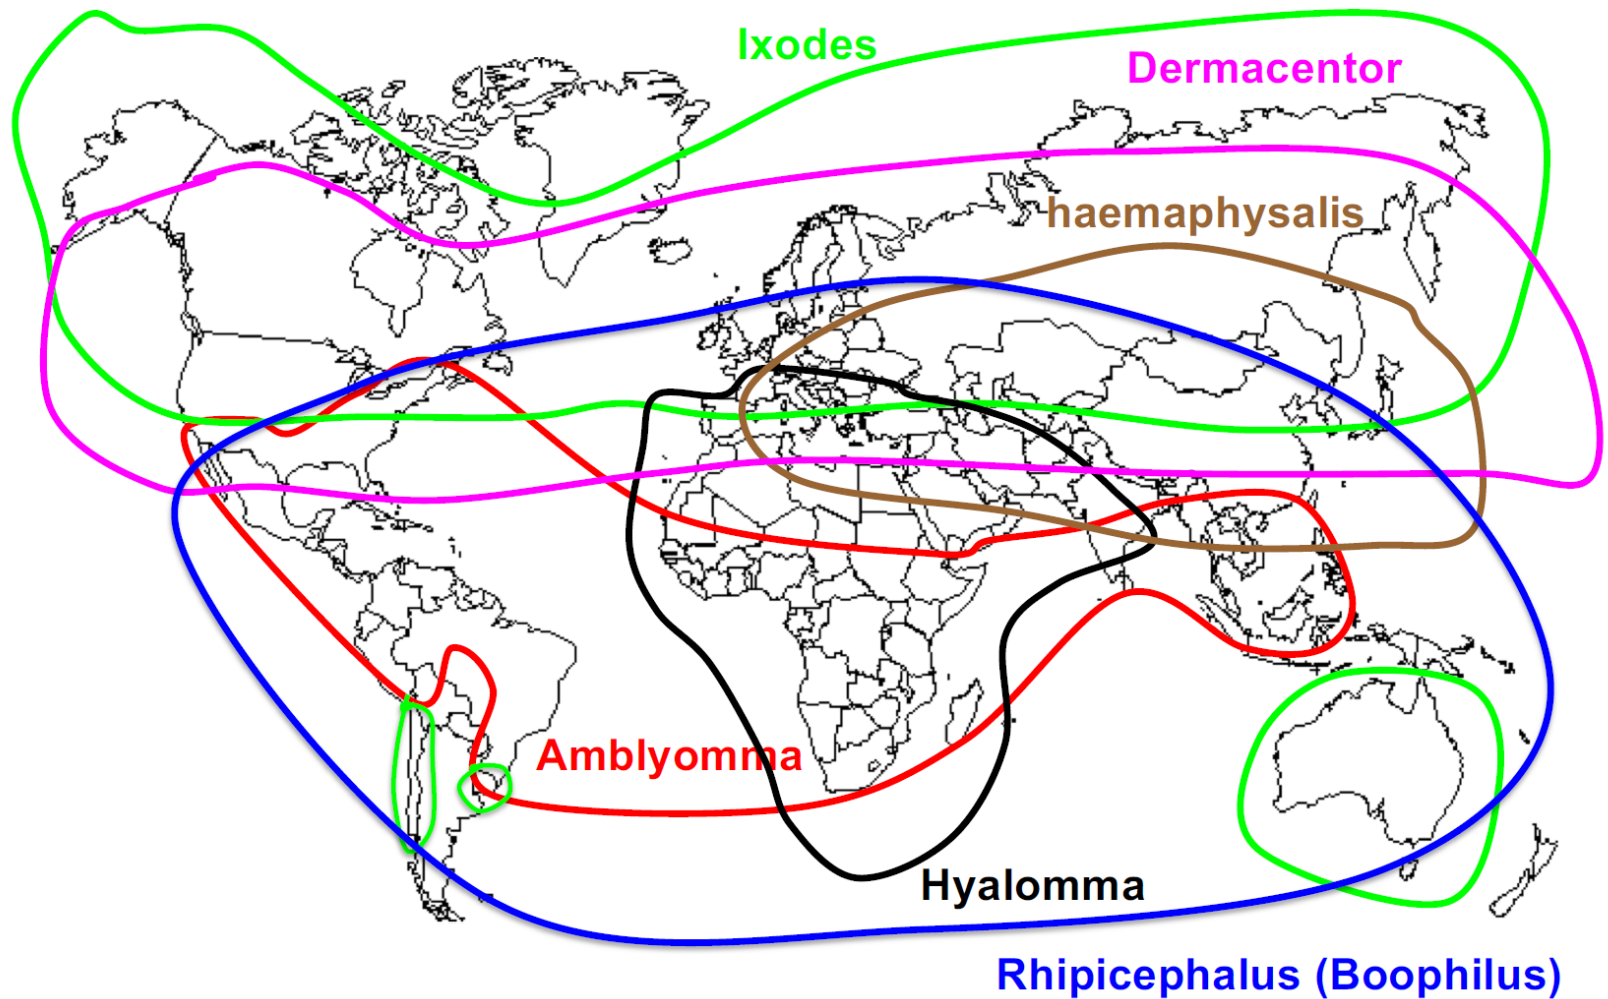 Ixodes
Dermacentor
haemaphysalis
Amblyomma
Hyalomma
Rhipicephalus (Boophilus)